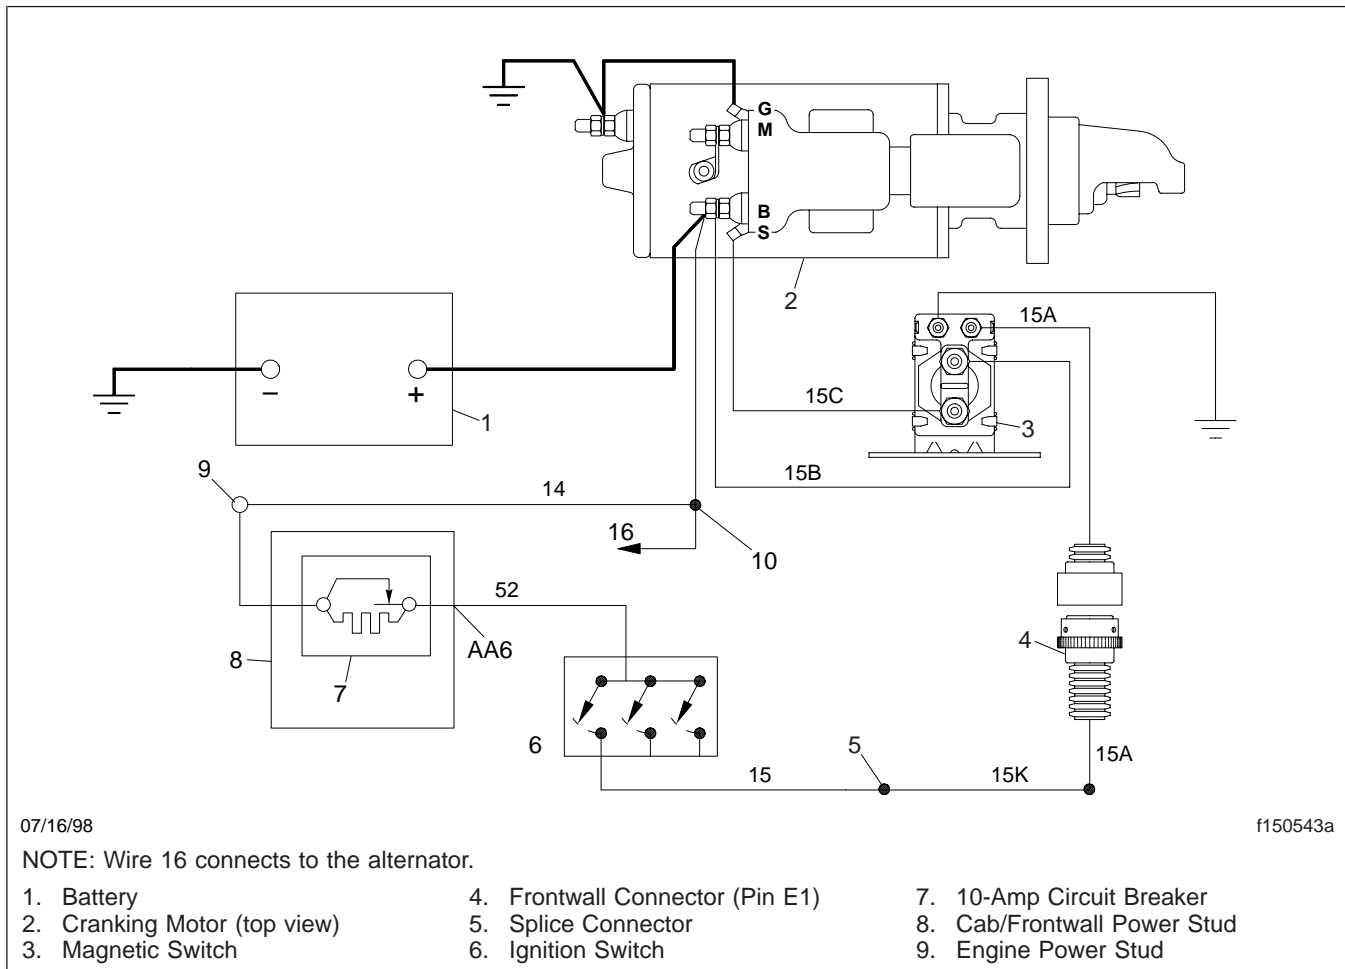 G
M
B
S
2
15A
−
+
1
15C
3
15B
9
14
16
10
52
AA6
8
7
4
6
5
15
15K
15A
07/16/98
f150543a
NOTE: Wire 16 connects to the alternator.
1. Battery
2. Cranking Motor (top view)
3. Magnetic Switch
4. Frontwall Connector (Pin E1)
5. Splice Connector
6. Ignition Switch
7. 10-Amp Circuit Breaker
8. Cab/Frontwall Power Stud
9. Engine Power Stud